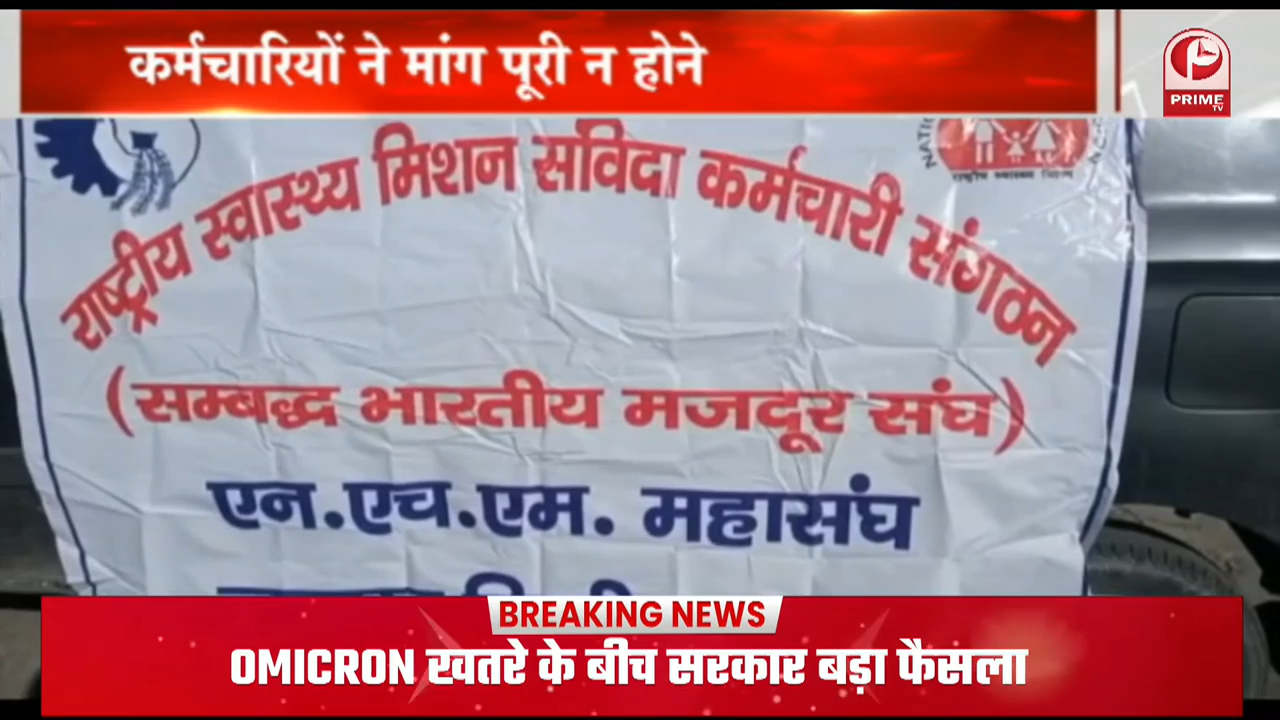 कर्मचारियों ने मांग पूरी न होने
PRIME
TV
राष्ट्रीय स्वास्थ्य मिशन संविदा कर्मचारी संगठन
(सम्बद्ध भारतीय मजदूर संघ)
एन.एच.एम. महासंघ
BREAKING NEWS
OMICRON खतरे के बीच सरकार बड़ा फैसला